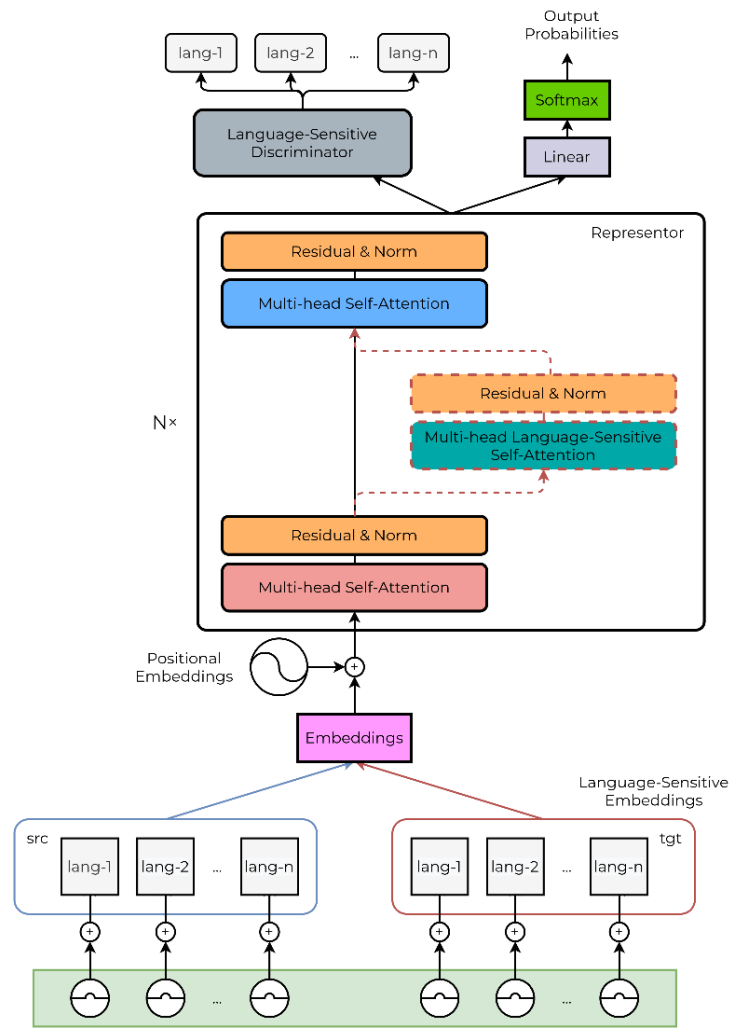 Output
Probabilities
lang-1
lang-2
...
lang-n
Softmax
Language-Sensitive
Discriminator
Linear
Representor
Residual & Norm
Multi-head Self-Attention
Residual & Norm
N×
Multi-head Language-Sensitive
Self-Attention
Residual & Norm
Multi-head Self-Attention
Positional
Embeddings
+
Embeddings
Language-Sensitive
Embeddings
src
lang-1
lang-2
...
lang-n
tgt
lang-1
lang-2
...
lang-n
+
+
+
+
+
+
...
...